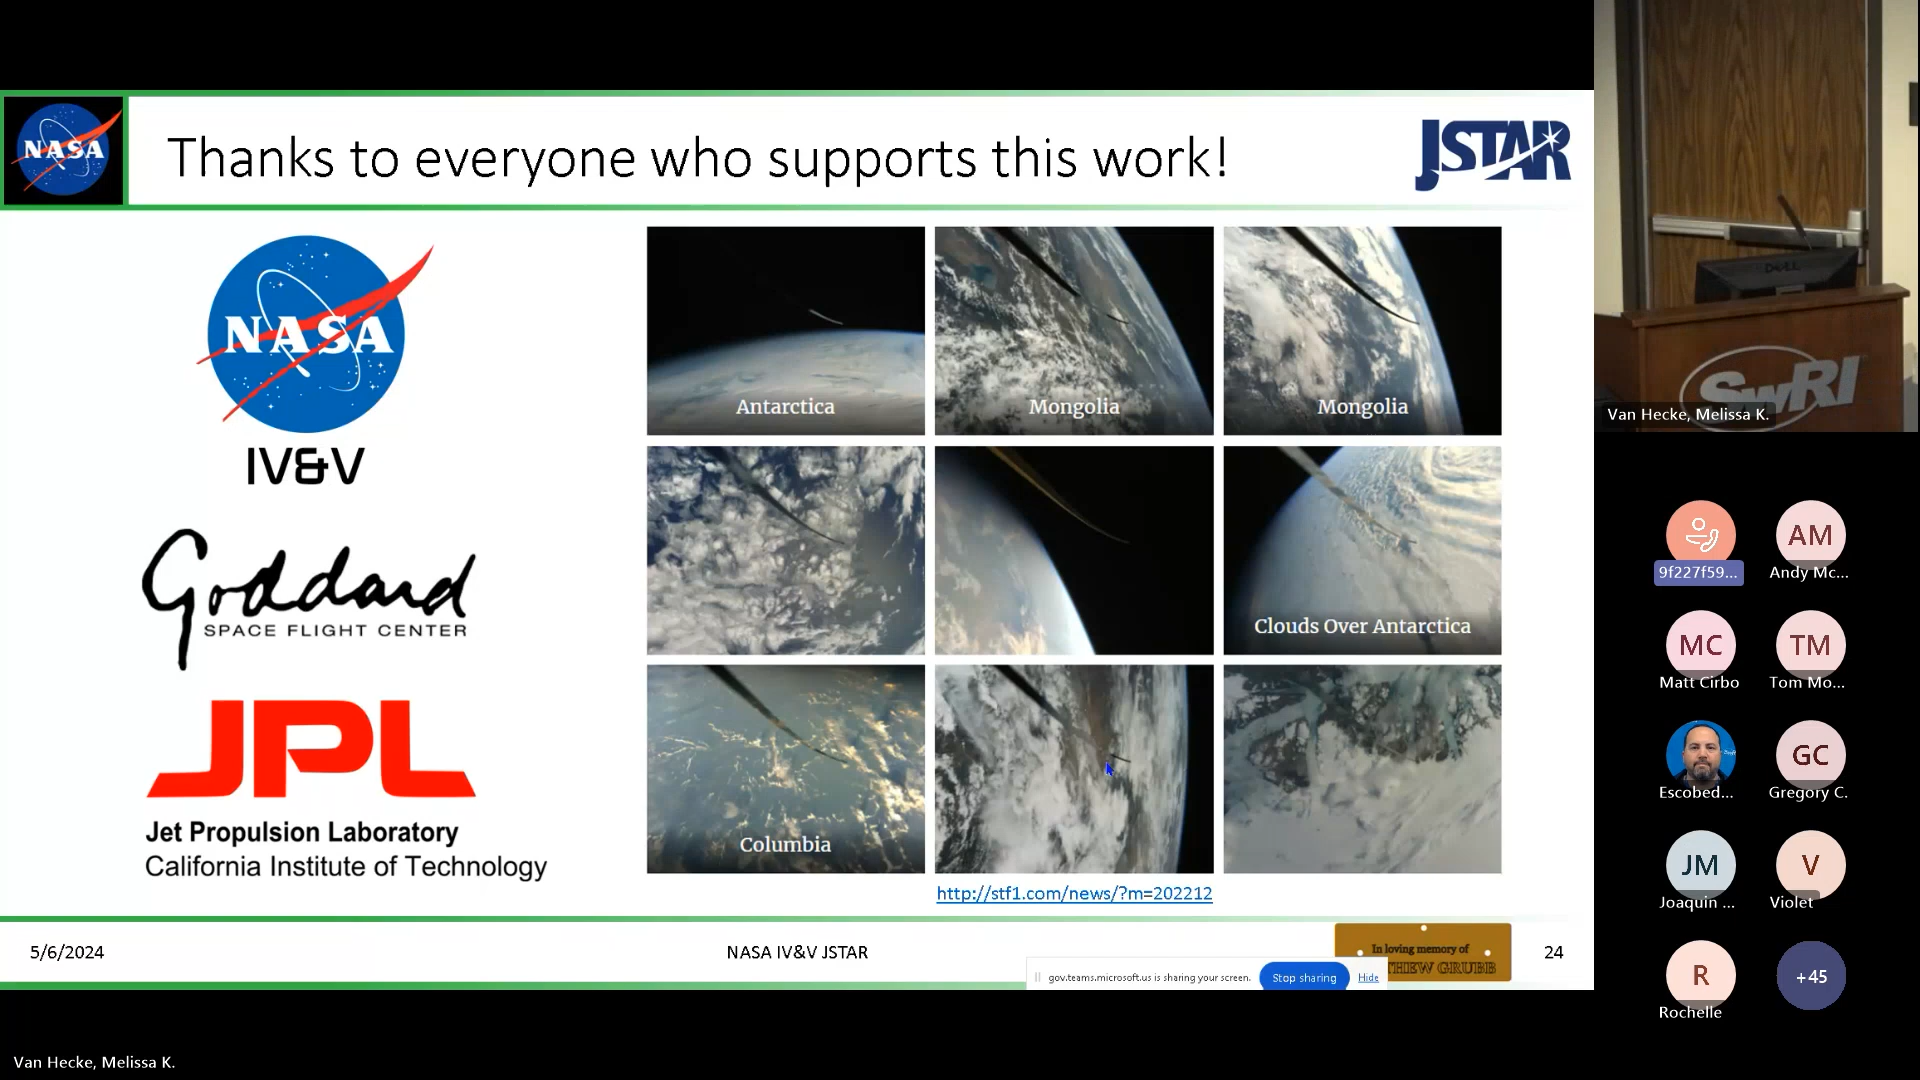 NASA
Thanks to everyone who supports this work!
JSTAR
NASA
IV&V
Goddard
SPACE FLIGHT CENTER
JPL
Jet Propulsion Laboratory
California Institute of Technology
Antarctica
Mongolia
Mongolia
Clouds Over Antarctica
Columbia
http://stf1.com/news/?m=202212
5/6/2024
NASA IV&V JSTAR
In loving memory of
THEW GRUBB
24
gov.teams.microsoft.us is sharing your screen.
Stop sharing
Hide
DELL
SwRI
Van Hecke, Melissa K.
9f227f59...
AM
Andy Mc...
MC
Matt Cirbo
TM
Tom Mo...
Escobed...
GC
Gregory C.
JM
Joaquin ...
V
Violet
R
Rochelle
+45
Van Hecke, Melissa K.